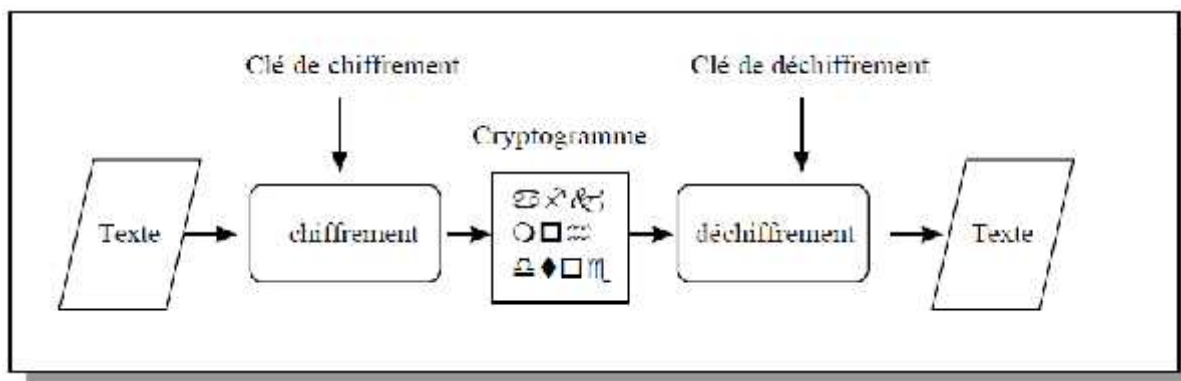 Clé de chiffrement
Clé de déchiffrement
Cryptogramme
Texte
chiffrement
♋♐&;
❍❑♒
♎⬧❑♏
déchiffrement
Texte